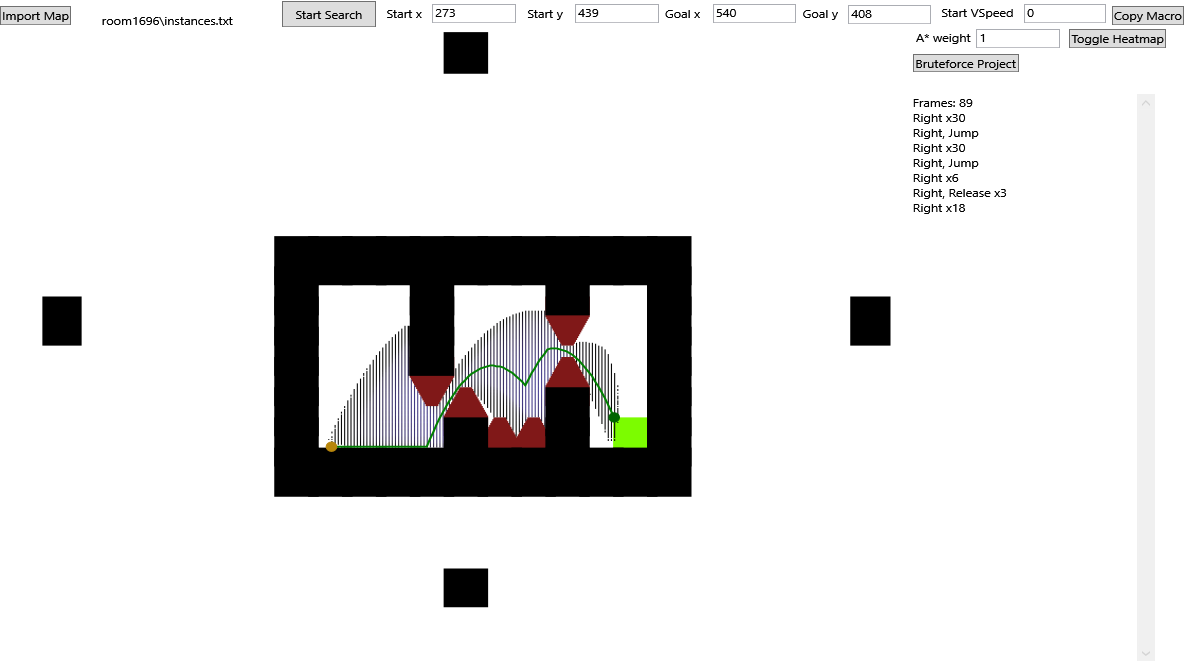 Import Map room1696\instances.txt Start Search Start x 273 Start y 439 Goal x 540 Goal y 408 Start VSpeed 0 Copy Macro
A* weight 1 Toggle Heatmap
Bruteforce Project
Frames: 89
Right x30
Right, Jump
Right x30
Right, Jump
Right x6
Right, Release x3
Right x18